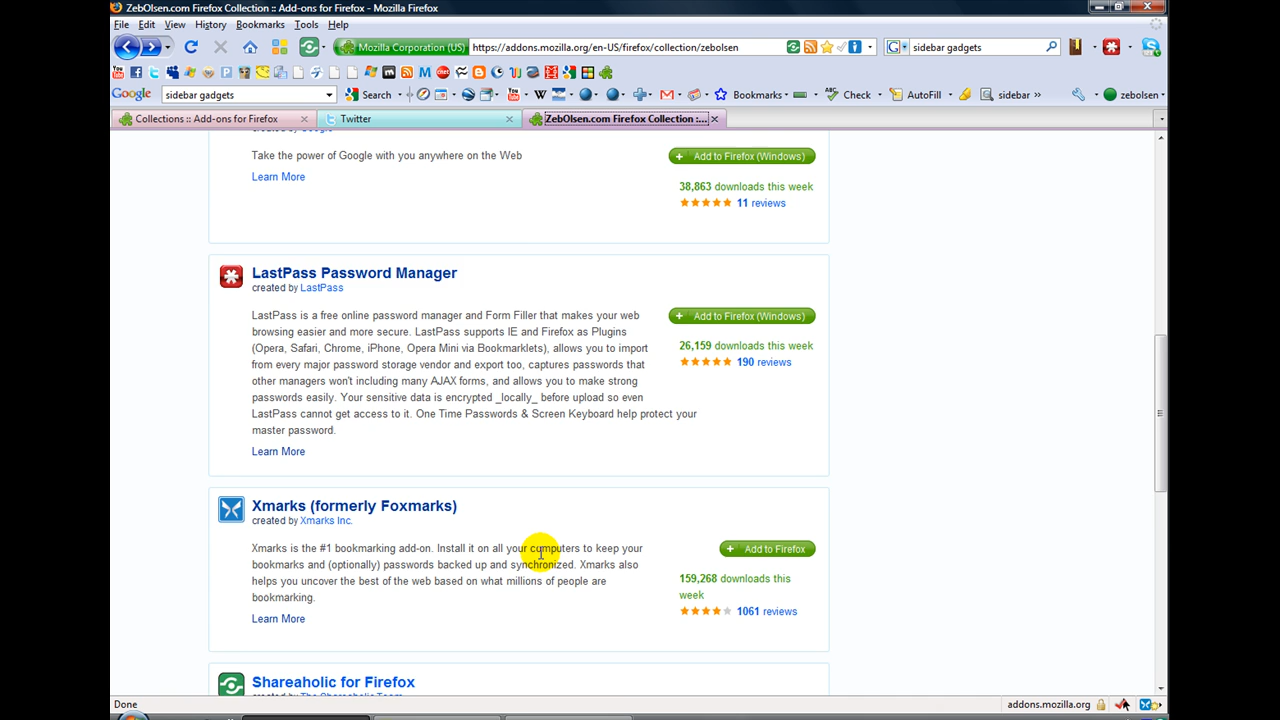 ZebOlsen.com Firefox Collection :: Add-ons for Firefox - Mozilla Firefox
File Edit View History Bookmarks Tools Help
Mozilla Corporation (US) https://addons.mozilla.org/en-US/firefox/collection/zebolsen sidebar gadgets
Google sidebar gadgets Search Bookmarks Check AutoFill sidebar » zebolsen
Collections :: Add-ons for Firefox Twitter ZebOlsen.com Firefox Collection :...
Take the power of Google with you anywhere on the Web
Add to Firefox (Windows)
Learn More
38,863 downloads this week
11 reviews
LastPass Password Manager
created by LastPass
LastPass is a free online password manager and Form Filler that makes your web
browsing easier and more secure. LastPass supports IE and Firefox as Plugins
(Opera, Safari, Chrome, iPhone, Opera Mini via Bookmarklets), allows you to import
from every major password storage vendor and export too, captures passwords that
other managers won't including many AJAX forms, and allows you to make strong
passwords easily. Your sensitive data is encrypted _locally_ before upload so even
LastPass cannot get access to it. One Time Passwords & Screen Keyboard help protect your
master password.
Learn More
Add to Firefox (Windows)
26,159 downloads this week
190 reviews
Xmarks (formerly Foxmarks)
created by Xmarks Inc.
Xmarks is the #1 bookmarking add-on. Install it on all your computers to keep your
bookmarks and (optionally) passwords backed up and synchronized. Xmarks also
helps you uncover the best of the web based on what millions of people are
bookmarking.
Learn More
Add to Firefox
159,268 downloads this
week
1061 reviews
Shareaholic for Firefox
created by The Shareaholic Team
Done addons.mozilla.org